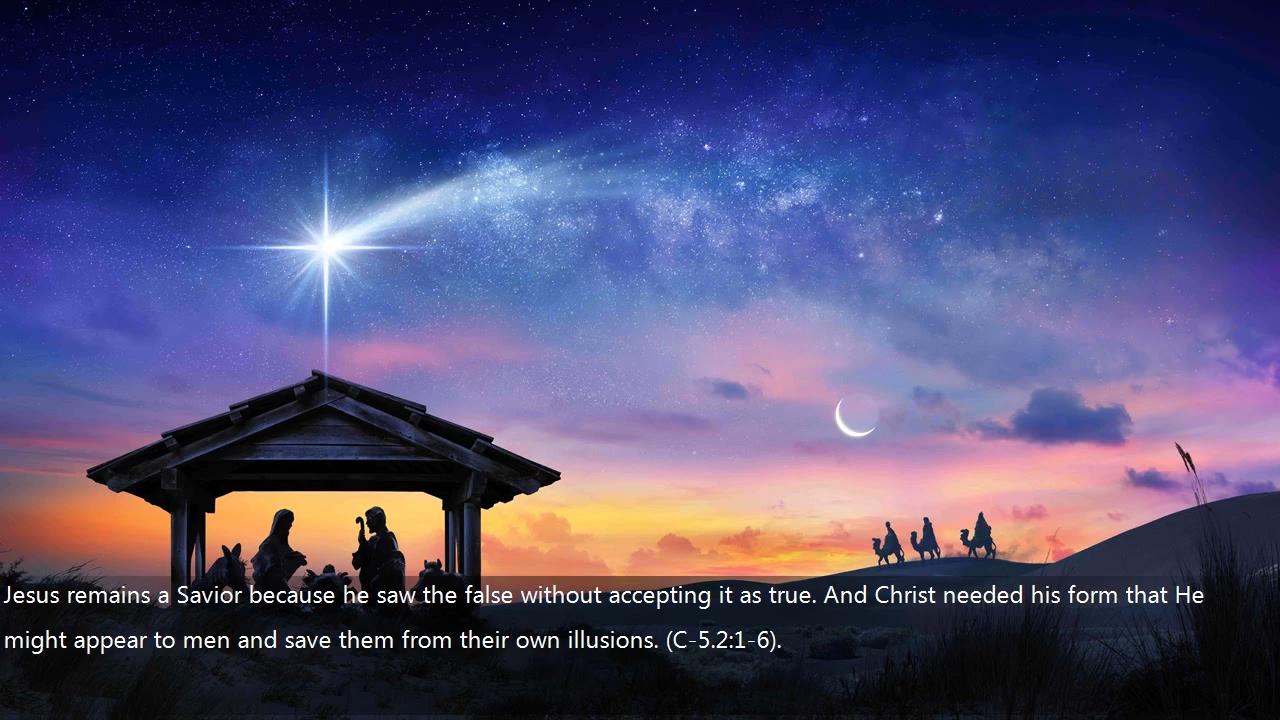 Jesus remains a Savior because he saw the false without accepting it as true. And Christ needed his form that He
might appear to men and save them from their own illusions. (C-5.2:1-6).